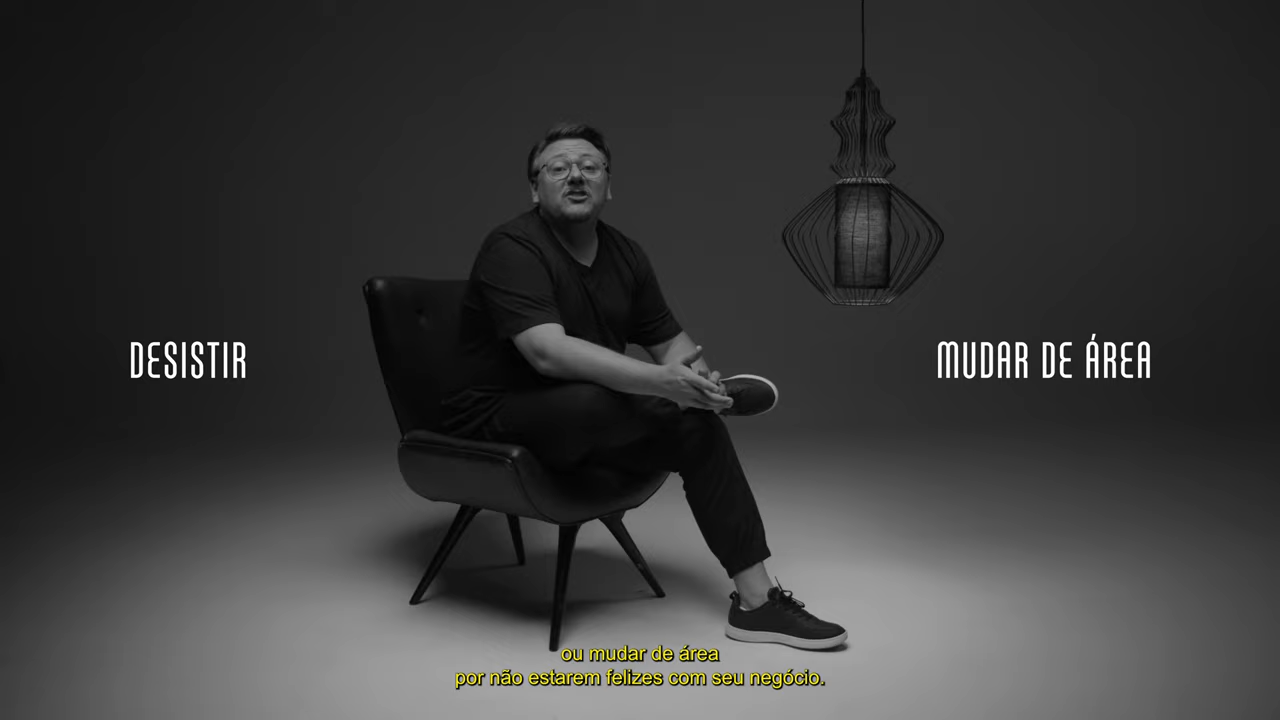 DESISTIR
MUDAR DE ÁREA
ou mudar de área
por não estarem felizes com seu negócio.